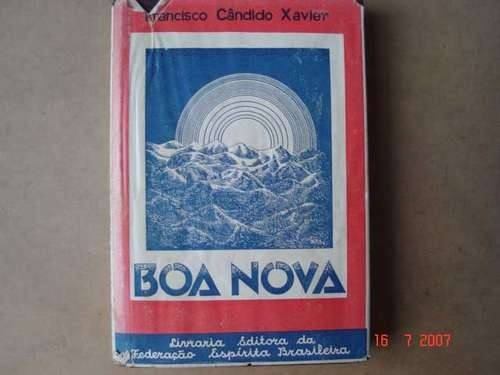 Francisco Cândido Xavier
BOA NOVA
Livraria Editora da
Federação Espírita Brasileira
16 7 2007